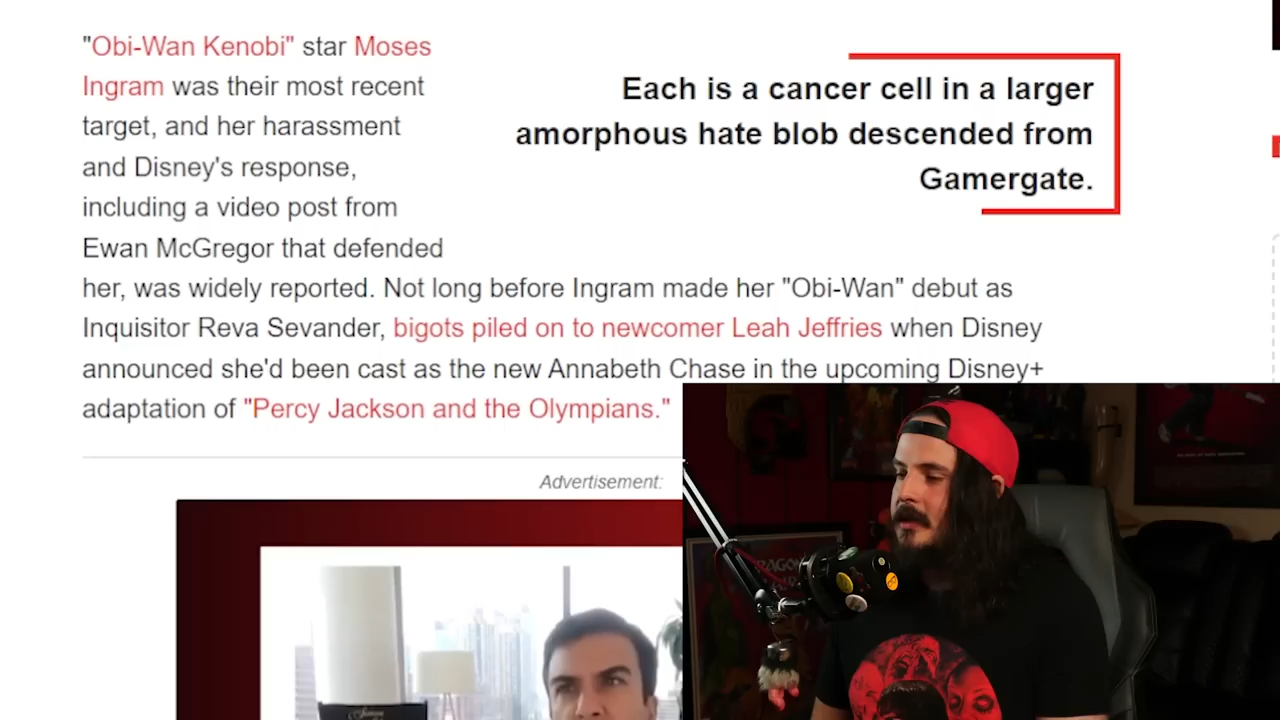 "Obi-Wan Kenobi" star Moses
Ingram was their most recent
target, and her harassment
and Disney's response,
including a video post from
Ewan McGregor that defended
her, was widely reported. Not long before Ingram made her "Obi-Wan" debut as
Inquisitor Reva Sevander, bigots piled on to newcomer Leah Jeffries when Disney
announced she'd been cast as the new Annabeth Chase in the upcoming Disney+
adaptation of "Percy Jackson and the Olympians."
Each is a cancer cell in a larger
amorphous hate blob descended from
Gamergate.
Advertisement:
DRAGON